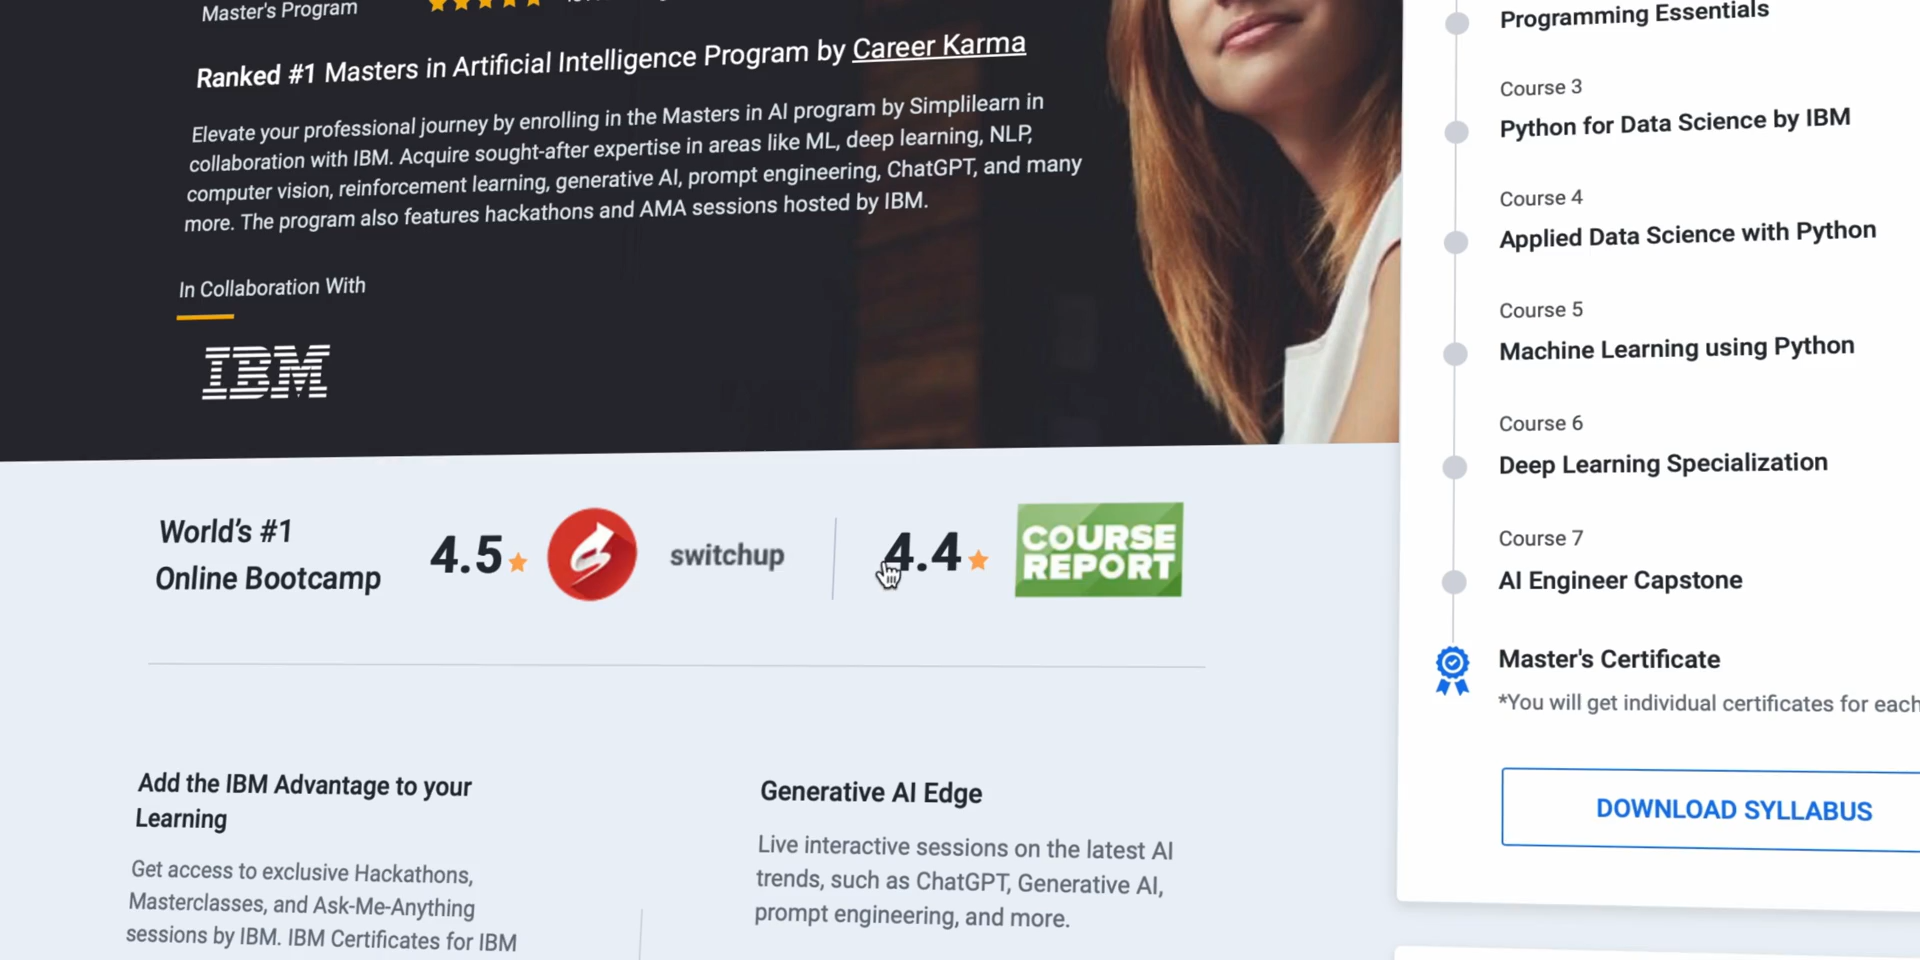 Master's Program
Ranked #1 Masters in Artificial Intelligence Program by Career Karma
Elevate your professional journey by enrolling in the Masters in AI program by Simplilearn in
collaboration with IBM. Acquire sought-after expertise in areas like ML, deep learning, NLP,
computer vision, reinforcement learning, generative AI, prompt engineering, ChatGPT, and many
more. The program also features hackathons and AMA sessions hosted by IBM.
In Collaboration With
IBM
World's #1
Online Bootcamp
4.5
switchup
4.4
COURSE
REPORT
Add the IBM Advantage to your
Learning
Get access to exclusive Hackathons,
Masterclasses, and Ask-Me-Anything
sessions by IBM. IBM Certificates for IBM
Generative AI Edge
Live interactive sessions on the latest AI
trends, such as ChatGPT, Generative AI,
prompt engineering, and more.
Programming Essentials
Course 3
Python for Data Science by IBM
Course 4
Applied Data Science with Python
Course 5
Machine Learning using Python
Course 6
Deep Learning Specialization
Course 7
AI Engineer Capstone
Master's Certificate
*You will get individual certificates for each
DOWNLOAD SYLLABUS